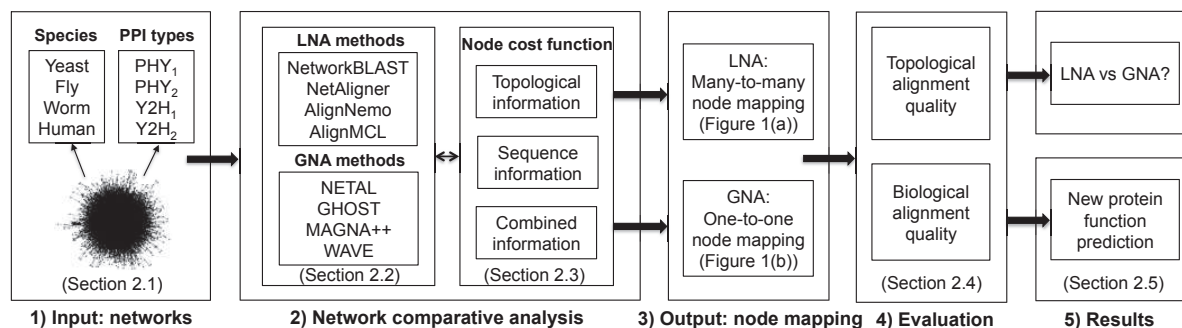 Species
Yeast
Fly
Worm
Human
PPI types
PHY1
PHY2
Y2H1
Y2H2
(Section 2.1)
1) Input: networks
LNA methods
NetworkBLAST
NetAligner
AlignNemo
AlignMCL
GNA methods
NETAL
GHOST
MAGNA++
WAVE
(Section 2.2)
Node cost function
Topological
information
Sequence
information
Combined
information
(Section 2.3)
2) Network comparative analysis
LNA:
Many-to-many
node mapping
(Figure 1(a))
GNA:
One-to-one
node mapping
(Figure 1(b))
3) Output: node mapping
Topological
alignment
quality
Biological
alignment
quality
(Section 2.4)
4) Evaluation
LNA vs GNA?
New protein
function
prediction
(Section 2.5)
5) Results